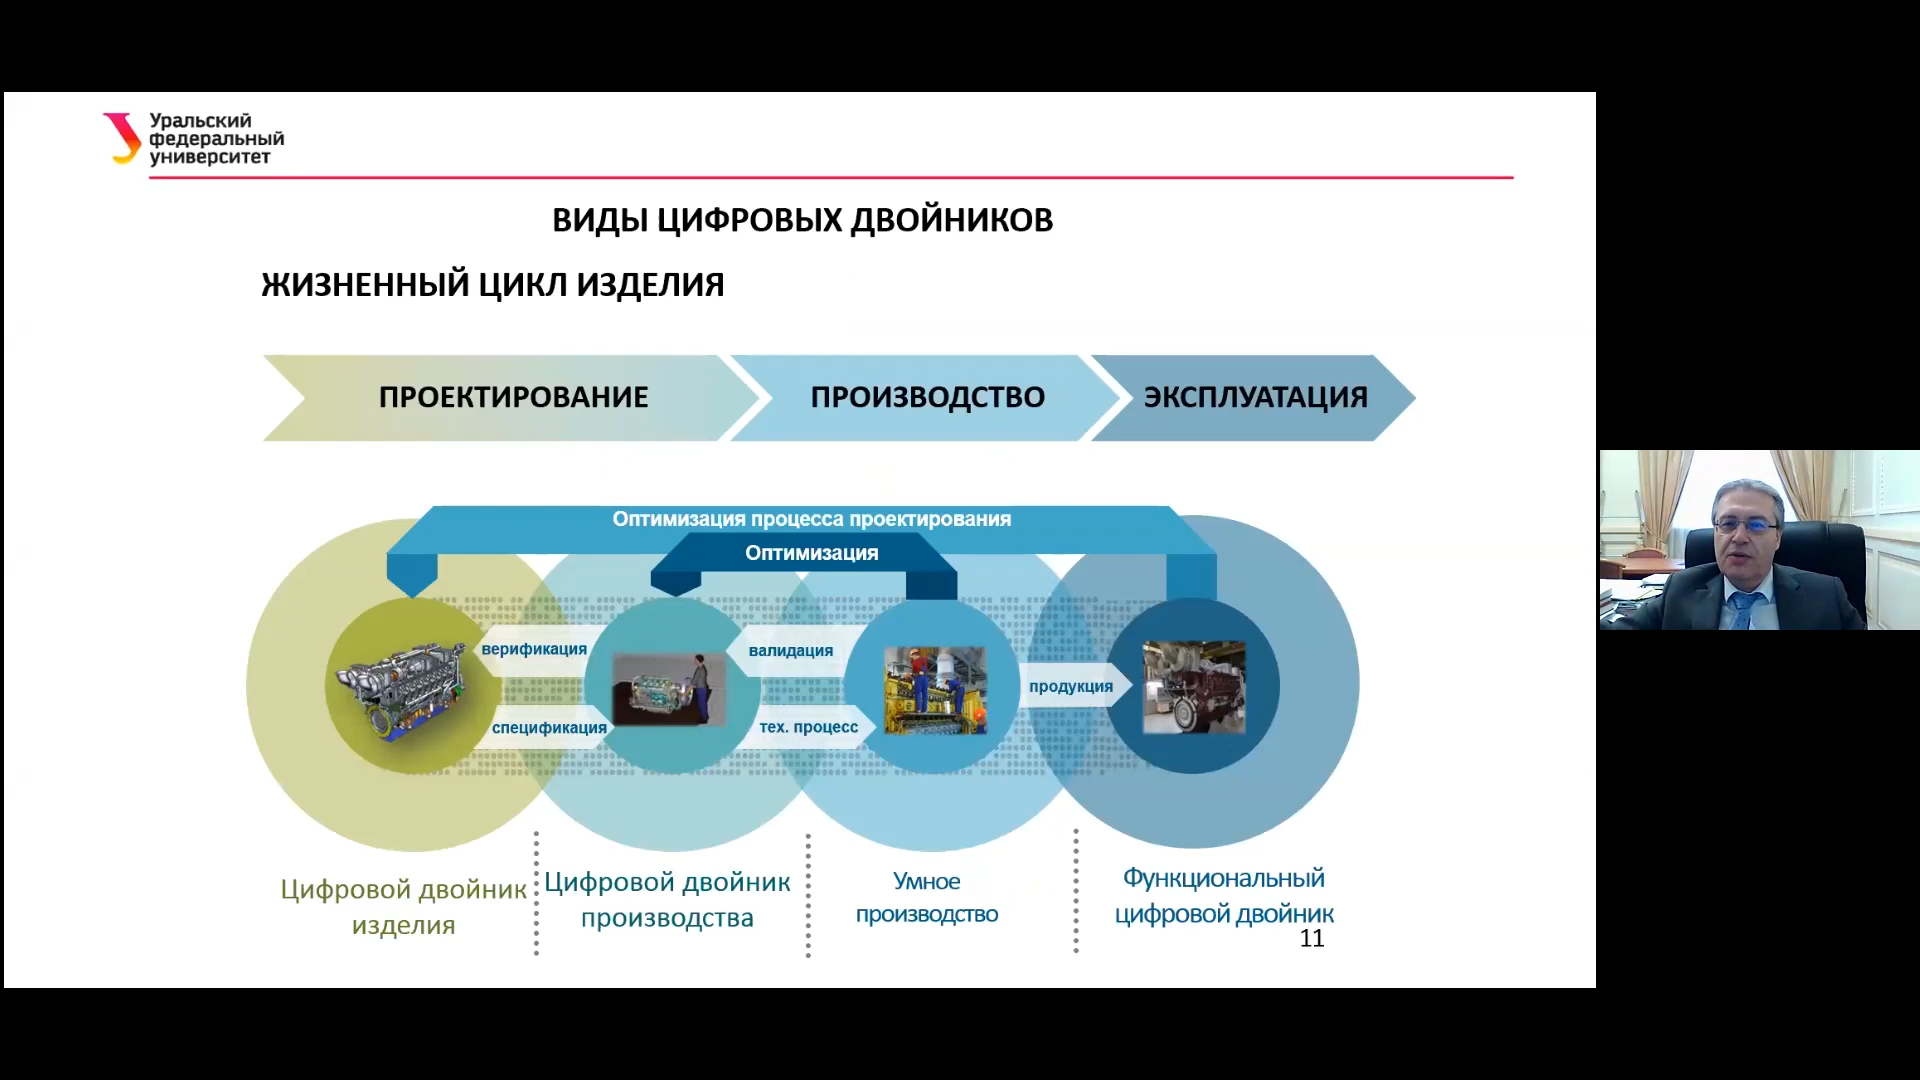 Уральский
федеральный
университет
ВИДЫ ЦИФРОВЫХ ДВОЙНИКОВ
ЖИЗНЕННЫЙ ЦИКЛ ИЗДЕЛИЯ
ПРОЕКТИРОВАНИЕ
ПРОИЗВОДСТВО
ЭКСПЛУАТАЦИЯ
Оптимизация процесса проектирования
Оптимизация
верификация
валидация
продукция
спецификация
тех. процесс
Цифровой двойник
изделия
Цифровой двойник
производства
Умное
производство
Функциональный
цифровой двойник
11